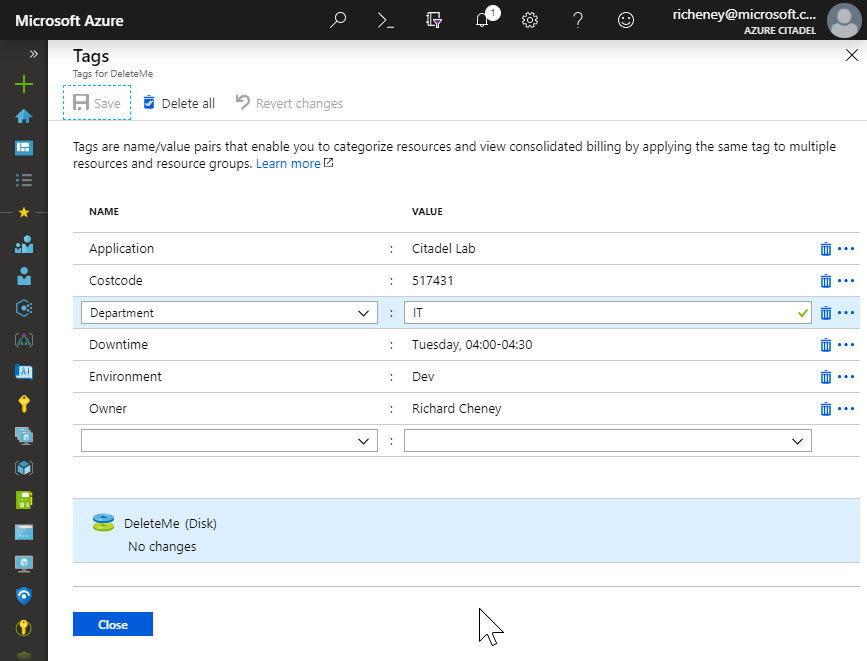 Microsoft Azure
1
richeney@microsoft.c...
AZURE CITADEL
Tags
Tags for DeleteMe
Save
Delete all
Revert changes
Tags are name/value pairs that enable you to categorize resources and view consolidated billing by applying the same tag to multiple
resources and resource groups. Learn more
NAME VALUE
Application : Citadel Lab
Costcode : 517431
Department : IT
Downtime : Tuesday, 04:00-04:30
Environment : Dev
Owner : Richard Cheney
:
DeleteMe (Disk)
No changes
Close